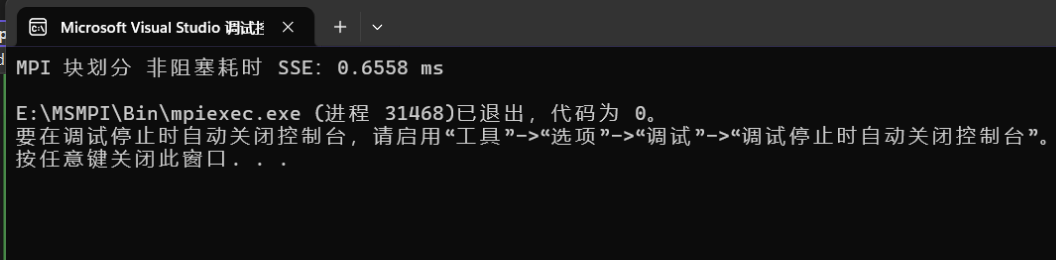 Microsoft Visual Studio 调试控
MPI 块划分 非阻塞耗时 SSE: 0.6558 ms
E:\MSMPI\Bin\mpiexec.exe (进程 31468)已退出，代码为 0。
要在调试停止时自动关闭控制台，请启用“工具”->“选项”->“调试”->“调试停止时自动关闭控制台”。
按任意键关闭此窗口. . .